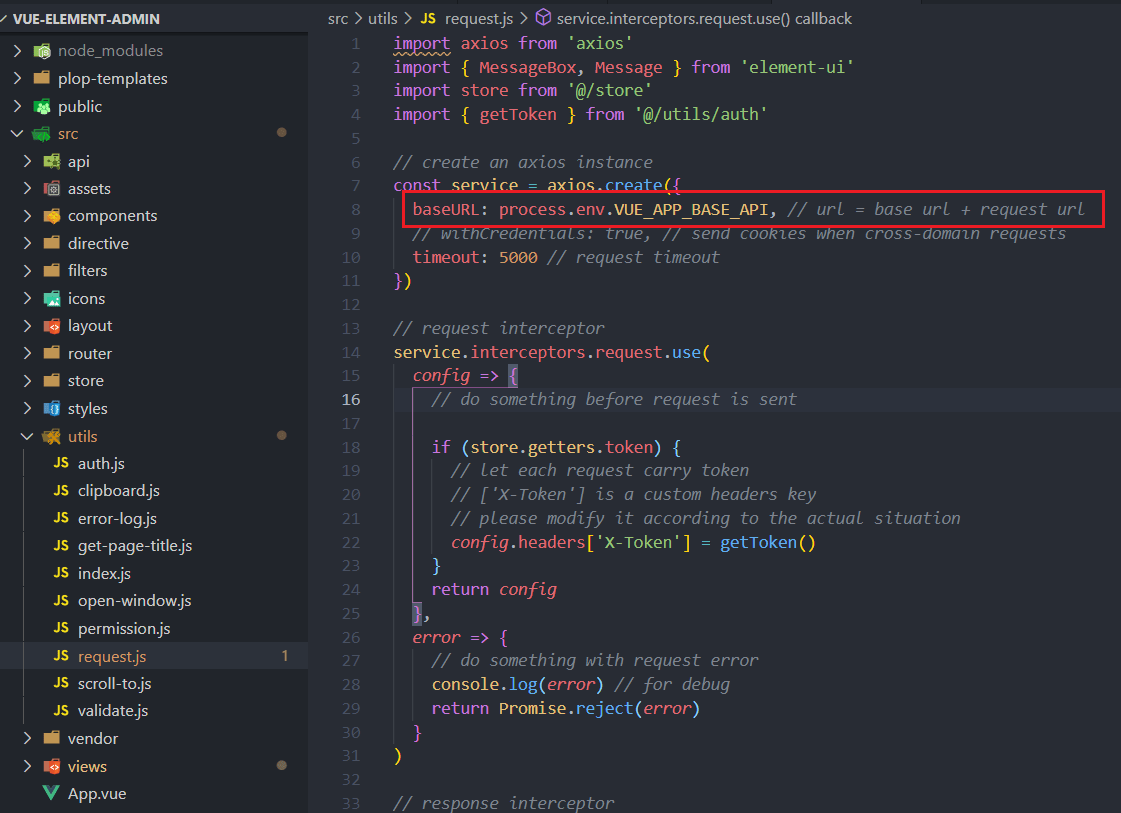 VUE-ELEMENT-ADMIN
node_modules
plop-templates
public
src
api
assets
components
directive
filters
icons
layout
router
store
styles
utils
JS auth.js
JS clipboard.js
JS error-log.js
JS get-page-title.js
JS index.js
JS open-window.js
JS permission.js
JS request.js 1
JS scroll-to.js
JS validate.js
vendor
views
App.vue
src > utils > JS request.js > service.interceptors.request.use() callback
1 import axios from 'axios'
2 import { MessageBox, Message } from 'element-ui'
3 import store from '@/store'
4 import { getToken } from '@/utils/auth'
5
6 // create an axios instance
7 const service = axios.create({
8 baseURL: process.env.VUE_APP_BASE_API, // url = base url + request url
9 // withCredentials: true, // send cookies when cross-domain requests
10 timeout: 5000 // request timeout
11 })
12
13 // request interceptor
14 service.interceptors.request.use(
15 config => {
16 // do something before request is sent
17
18 if (store.getters.token) {
19 // let each request carry token
20 // ['X-Token'] is a custom headers key
21 // please modify it according to the actual situation
22 config.headers['X-Token'] = getToken()
23 }
24 return config
25 },
26 error => {
27 // do something with request error
28 console.log(error) // for debug
29 return Promise.reject(error)
30 }
31 )
32
33 // response interceptor